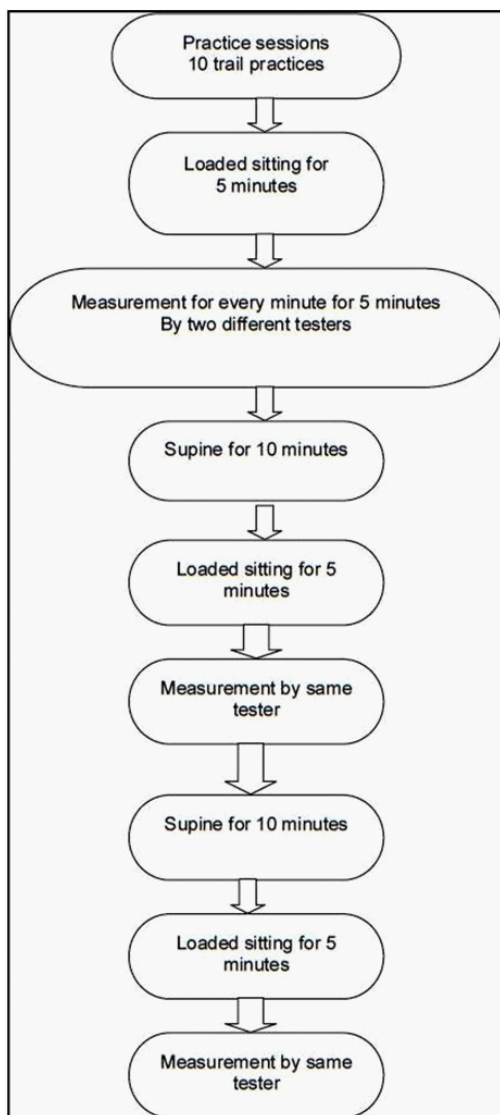 Practice sessions
10 trail practices
Loaded sitting for
5 minutes
Measurement for every minute for 5 minutes
By two different testers
Supine for 10 minutes
Loaded sitting for 5
minutes
Measurement by same
tester
Supine for 10 minutes
Loaded sitting for 5
minutes
Measurement by same
tester